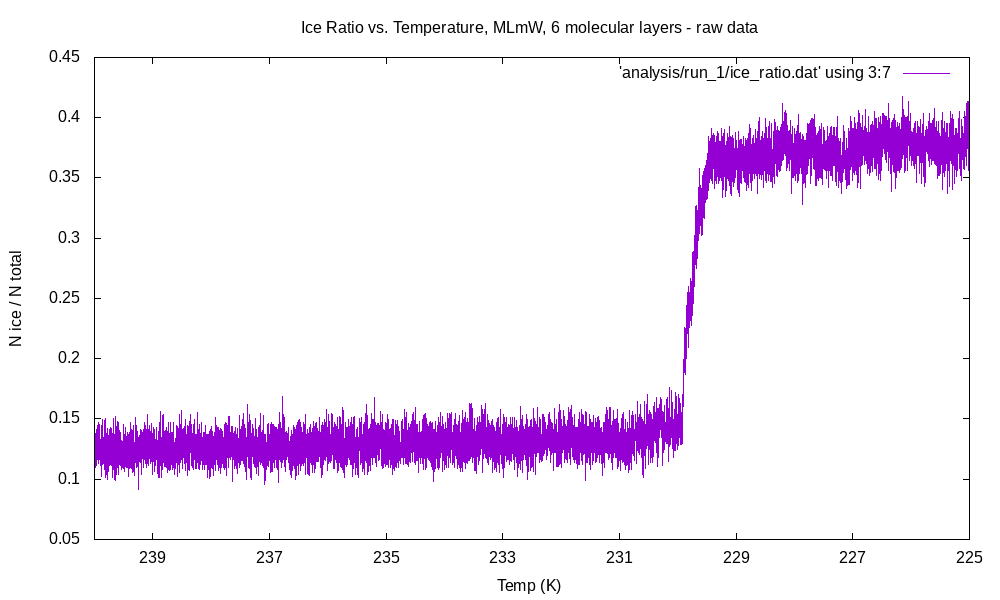 Ice Ratio vs. Temperature, MLmW, 6 molecular layers - raw data
'analysis/run_1/ice_ratio.dat' using 3:7
0.45
0.4
0.35
0.3
0.25
0.2
0.15
0.1
0.05
N ice / N total
239 237 235 233 231 229 227 225
Temp (K)